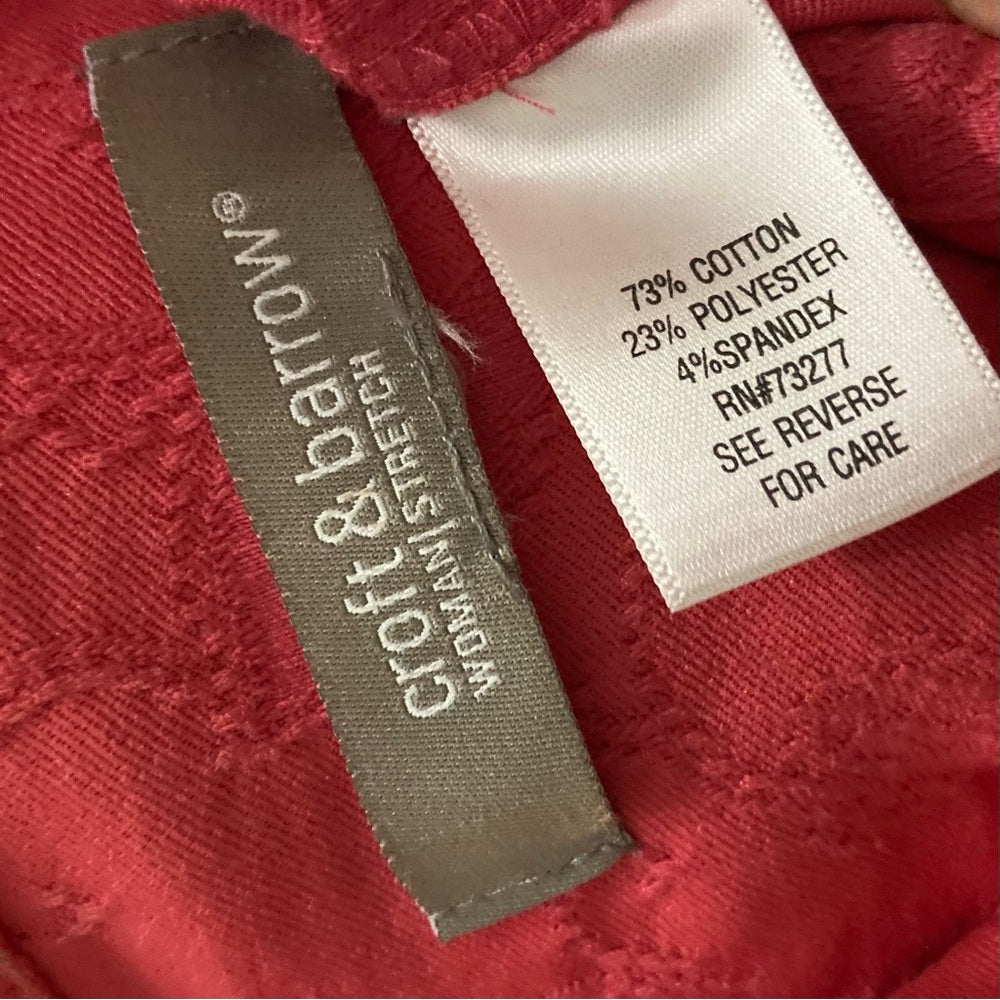 croft & barrow®
WOMAN | STRETCH
73% COTTON
23% POLYESTER
4%SPANDEX
RN#73277
SEE REVERSE
FOR CARE